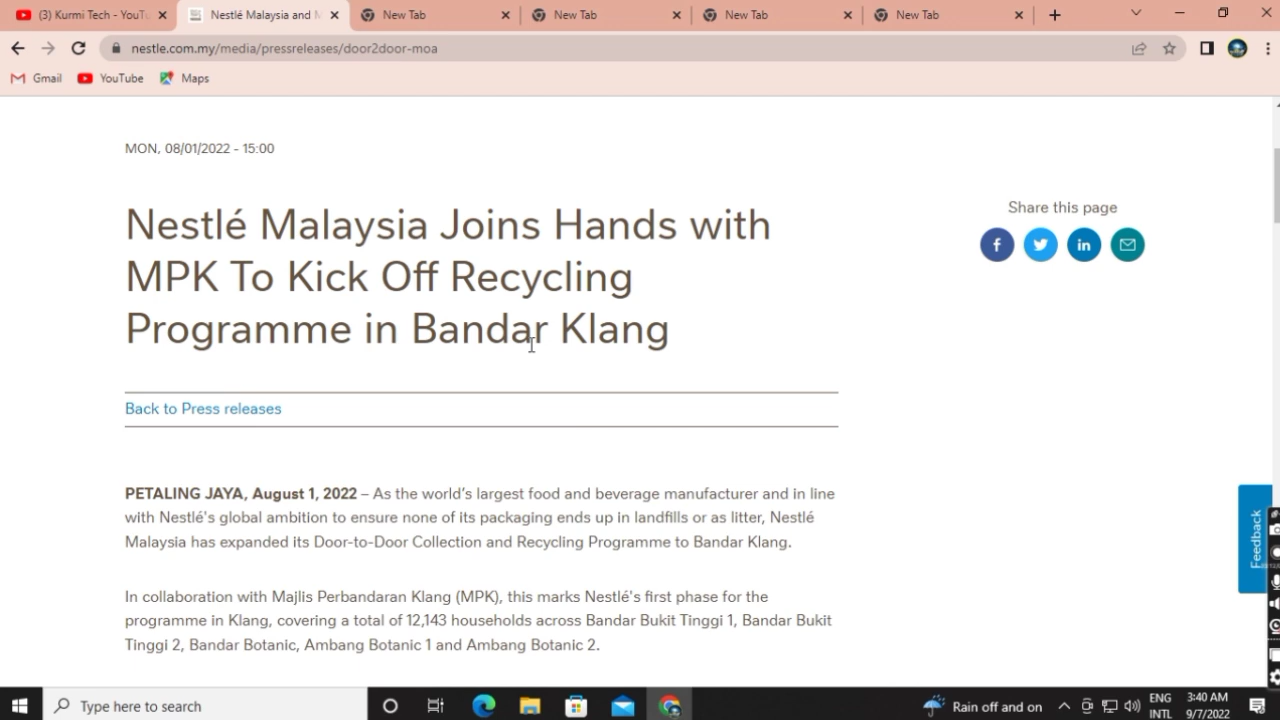 (3) Kurmi Tech - YouT
Nestlé Malaysia and M
New Tab
New Tab
New Tab
New Tab
nestle.com.my/media/pressreleases/door2door-moa
Gmail
YouTube
Maps
MON, 08/01/2022 - 15:00
Nestlé Malaysia Joins Hands with
MPK To Kick Off Recycling
Programme in Bandar Klang
Share this page
Back to Press releases
PETALING JAYA, August 1, 2022 – As the world's largest food and beverage manufacturer and in line
with Nestlé's global ambition to ensure none of its packaging ends up in landfills or as litter, Nestlé
Malaysia has expanded its Door-to-Door Collection and Recycling Programme to Bandar Klang.
In collaboration with Majlis Perbandaran Klang (MPK), this marks Nestlé's first phase for the
programme in Klang, covering a total of 12,143 households across Bandar Bukit Tinggi 1, Bandar Bukit
Tinggi 2, Bandar Botanic, Ambang Botanic 1 and Ambang Botanic 2.
Feedback
Type here to search
Rain off and on
ENG
INTL
3:40 AM
9/7/2022